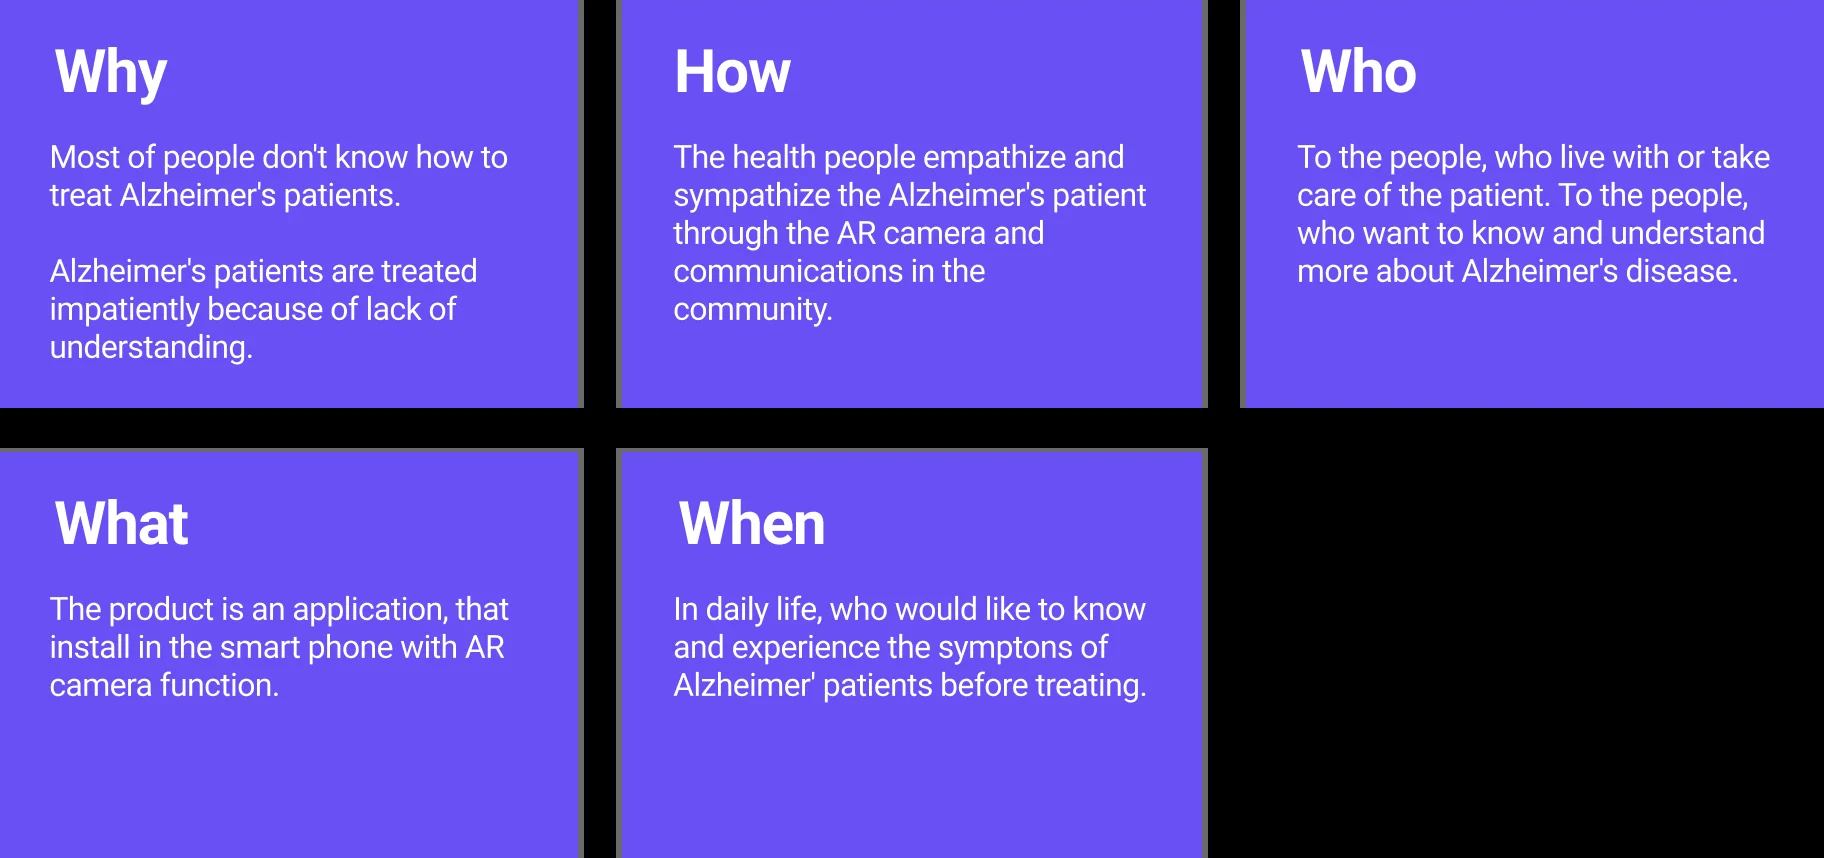 Why
Most of people don't know how to
treat Alzheimer's patients.
Alzheimer's patients are treated
impatiently because of lack of
understanding.
How
The health people empathize and
sympathize the Alzheimer's patient
through the AR camera and
communications in the
community.
Who
To the people, who live with or take
care of the patient. To the people,
who want to know and understand
more about Alzheimer's disease.
What
The product is an application, that
install in the smart phone with AR
camera function.
When
In daily life, who would like to know
and experience the symptons of
Alzheimer' patients before treating.